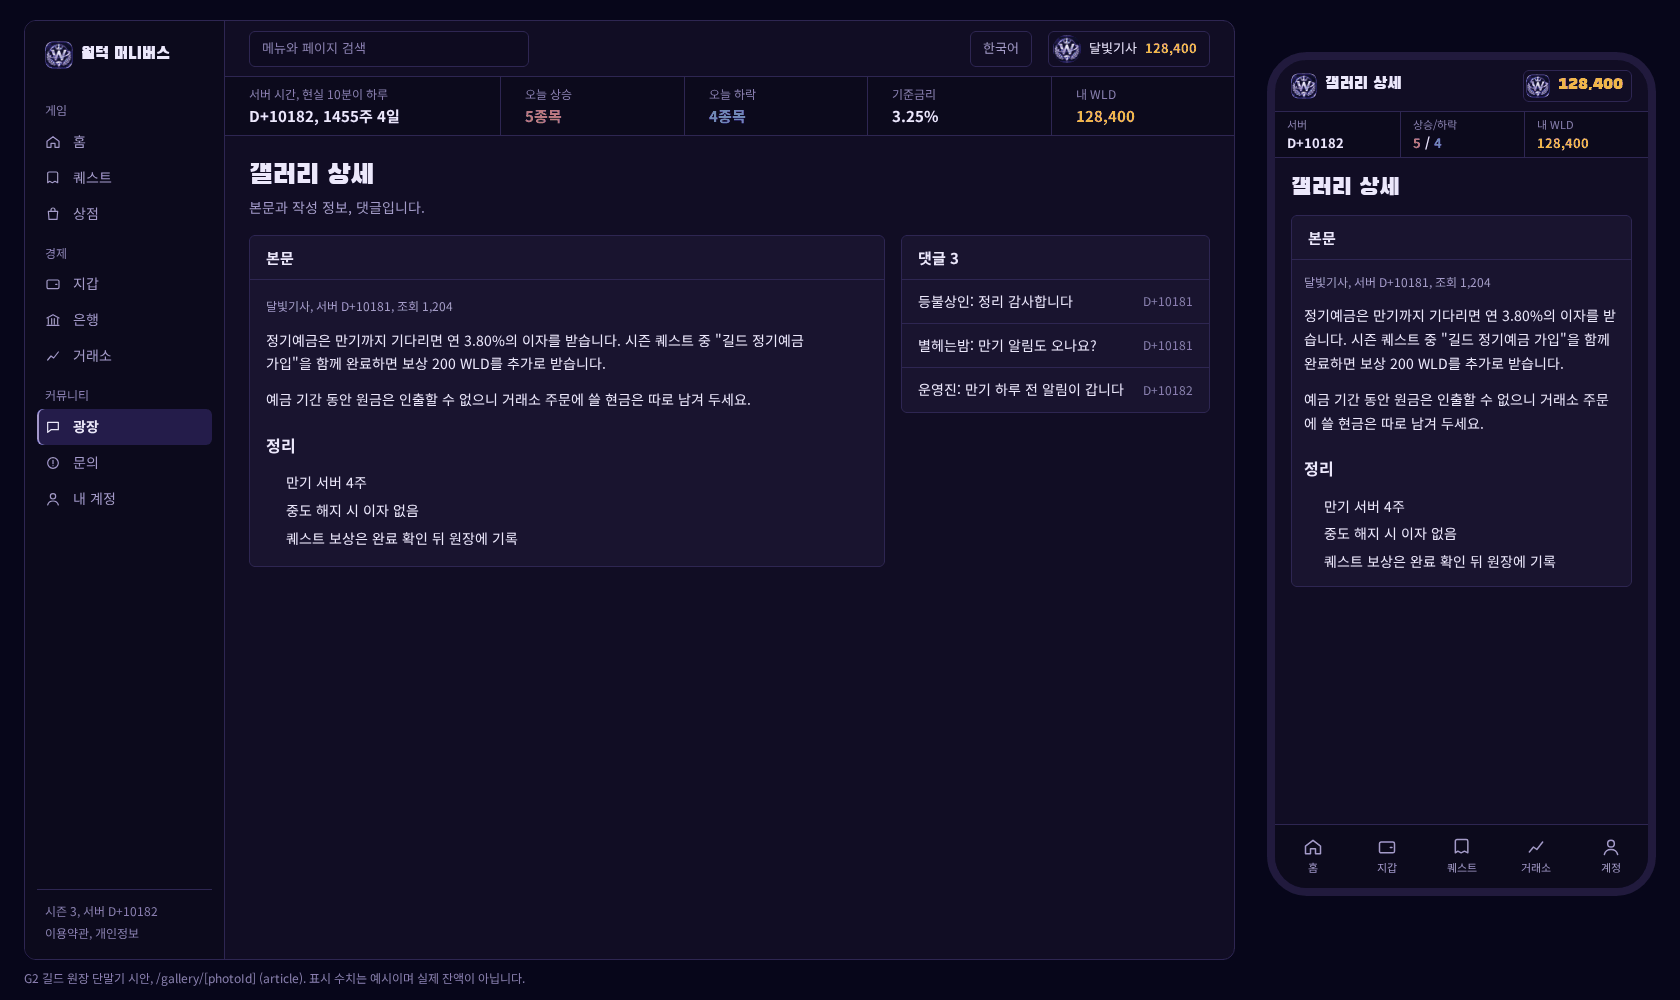 월덕 머니버스
게임
홈
퀘스트
상점
경제
지갑
은행
거래소
커뮤니티
광장
문의
내 계정
시즌 3, 서버 D+10182
이용약관, 개인정보
메뉴와 페이지 검색
한국어
달빛기사 128,400
서버 시간, 현실 10분이 하루
D+10182, 1455주 4일
오늘 상승
5종목
오늘 하락
4종목
기준금리
3.25%
내 WLD
128,400
갤러리 상세
본문과 작성 정보, 댓글입니다.
본문
달빛기사, 서버 D+10181, 조회 1,204
정기예금은 만기까지 기다리면 연 3.80%의 이자를 받습니다. 시즌 퀘스트 중 "길드 정기예금
가입"을 함께 완료하면 보상 200 WLD를 추가로 받습니다.
예금 기간 동안 원금은 인출할 수 없으니 거래소 주문에 쓸 현금은 따로 남겨 두세요.
정리
만기 서버 4주
중도 해지 시 이자 없음
퀘스트 보상은 완료 확인 뒤 원장에 기록
댓글 3
등불상인: 정리 감사합니다 D+10181
별헤는밤: 만기 알림도 오나요? D+10181
운영진: 만기 하루 전 알림이 갑니다 D+10182
갤러리 상세
128,400
서버
D+10182
상승/하락
5 / 4
내 WLD
128,400
갤러리 상세
본문
달빛기사, 서버 D+10181, 조회 1,204
정기예금은 만기까지 기다리면 연 3.80%의 이자를 받
습니다. 시즌 퀘스트 중 "길드 정기예금 가입"을 함께
완료하면 보상 200 WLD를 추가로 받습니다.
예금 기간 동안 원금은 인출할 수 없으니 거래소 주문
에 쓸 현금은 따로 남겨 두세요.
정리
만기 서버 4주
중도 해지 시 이자 없음
퀘스트 보상은 완료 확인 뒤 원장에 기록
홈
지갑
퀘스트
거래소
계정
G2 길드 원장 단말기 시안, /gallery/[photoId] (article). 표시 수치는 예시이며 실제 잔액이 아닙니다.